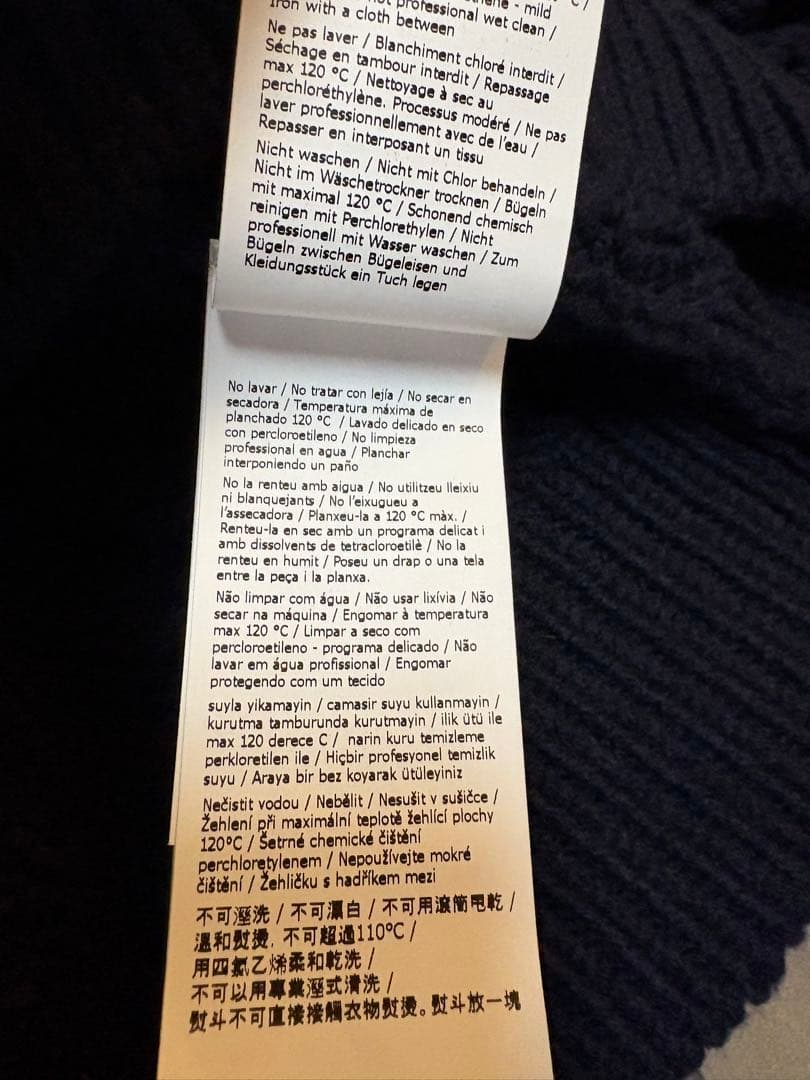 - mild
professional wet clean /
Iron with a cloth between
Ne pas laver / Blanchiment chloré interdit /
Séchage en tambour interdit / Repassage
max 120 °C / Nettoyage à sec au
perchloréthylène. Processus modéré / Ne pas
laver professionnellement avec de l'eau /
Repasser en interposant un tissu
Nicht waschen / Nicht mit Chlor behandeln /
Nicht im Wäschetrockner trocknen / Bügeln
mit maximal 120 °C / Schonend chemisch
reinigen mit Perchlorethylen / Nicht
professionell mit Wasser waschen / Zum
Bügeln zwischen Bügeleisen und
Kleidungsstück ein Tuch legen
No lavar / No tratar con lejía / No secar en
secadora / Temperatura máxima de
planchado 120 °C / Lavado delicado en seco
con percloroetileno / No limpieza
professional en agua / Planchar
interponiendo un paño
No la renteu amb aigua / No utilitzeu lleixiu
ni blanquejants / No l'eixugueu a
l'assecadora / Planxeu-la a 120 °C màx. /
Renteu-la en sec amb un programa delicat i
amb dissolvents de tetracloroetilè / No la
renteu en humit / Poseu un drap o una tela
entre la peça i la planxa.
Não limpar com água / Não usar lixívia / Não
secar na máquina / Engomar à temperatura
max 120 °C / Limpar a seco com
percloroetileno - programa delicado / Não
lavar em água profissional / Engomar
protegendo com um tecido
suyla yikamayin / camasir suyu kullanmayin /
kurutma tamburunda kurutmayin / ilik ütü ile
max 120 derece C / narin kuru temizleme
perkloretilen ile / Hiçbir profesyonel temizlik
suyu / Araya bir bez koyarak ütüleyiniz
Nečistit vodou / Nebělit / Nesušit v sušičce /
Žehlení při maximální teplotě žehlící plochy
120°C / Šetrné chemické čištění
perchloretylenem / Nepoužívejte mokré
čištění / Žehličku s hadříkem mezi
不可溼洗 / 不可漂白 / 不可用滾筒甩乾 /
溫和熨燙, 不可超過110°C /
用四氯乙烯柔和乾洗 /
不可以用專業溼式清洗 /
熨斗不可直接接觸衣物熨燙。熨斗放一塊